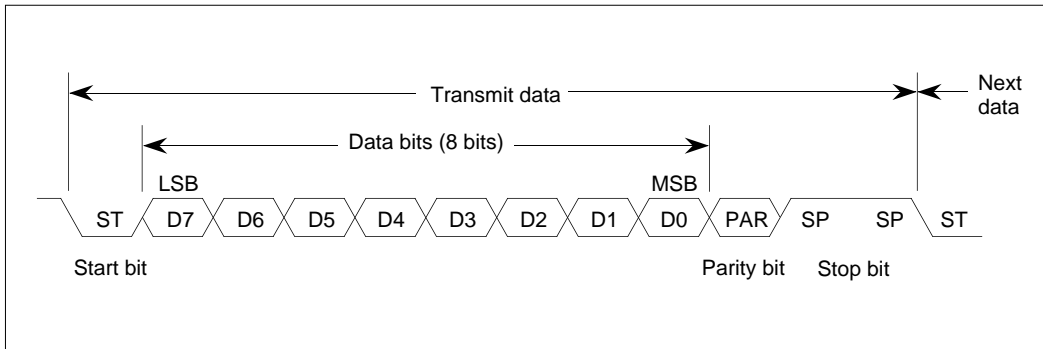 Transmit data
Next
data
Data bits (8 bits)
LSB MSB
ST D7 D6 D5 D4 D3 D2 D1 D0 PAR SP SP ST
Start bit Parity bit Stop bit